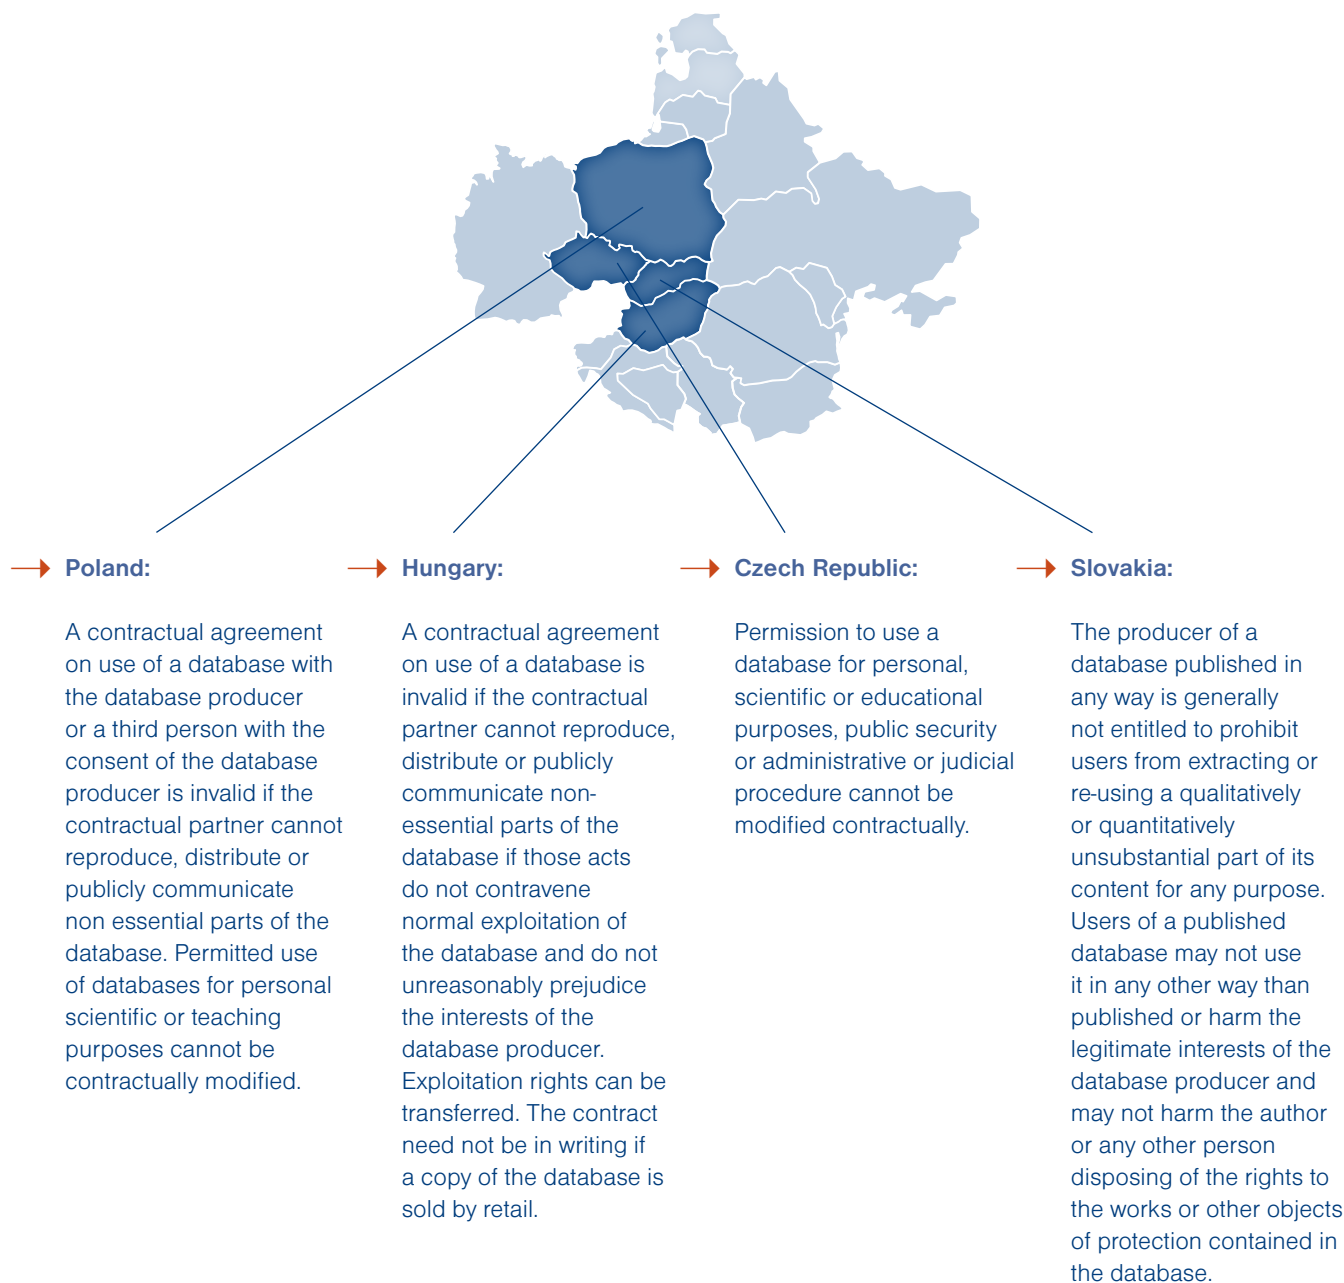 Poland:
A contractual agreement
on use of a database with
the database producer
or a third person with the
consent of the database
producer is invalid if the
contractual partner cannot
reproduce, distribute or
publicly communicate
non essential parts of the
database. Permitted use
of databases for personal
scientific or teaching
purposes cannot be
contractually modified.
Hungary:
A contractual agreement
on use of a database is
invalid if the contractual
partner cannot reproduce,
distribute or publicly
communicate non-
essential parts of the
database if those acts
do not contravene
normal exploitation of
the database and do not
unreasonably prejudice
the interests of the
database producer.
Exploitation rights can be
transferred. The contract
need not be in writing if
a copy of the database is
sold by retail.
Czech Republic:
Permission to use a
database for personal,
scientific or educational
purposes, public security
or administrative or judicial
procedure cannot be
modified contractually.
Slovakia:
The producer of a
database published in
any way is generally
not entitled to prohibit
users from extracting or
re-using a qualitatively
or quantitatively
unsubstantial part of its
content for any purpose.
Users of a published
database may not use
it in any other way than
published or harm the
legitimate interests of the
database producer and
may not harm the author
or any other person
disposing of the rights to
the works or other objects
of protection contained in
the database.